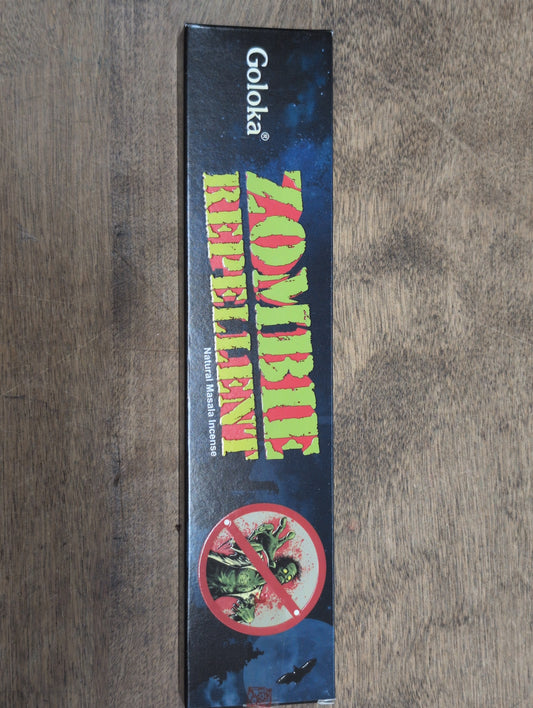 Goloka®
ZOMBIE
REPELLENT
Natural Masala Incense